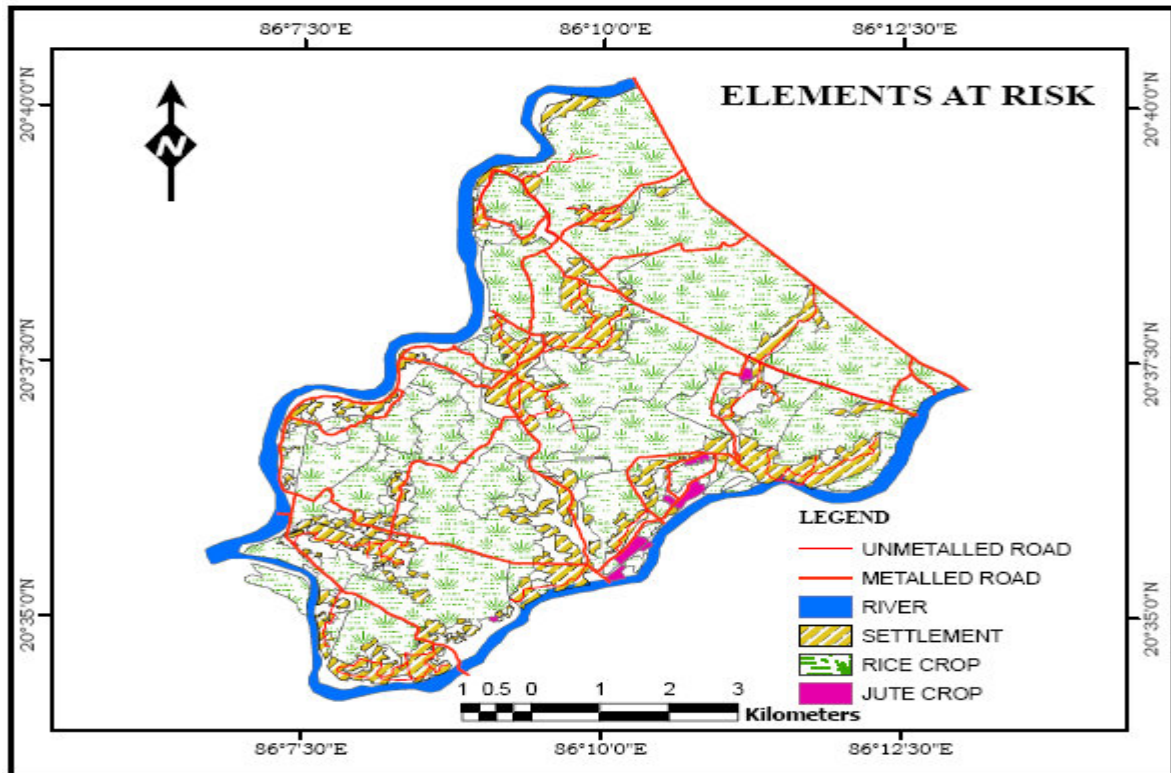 86°7'30"E 86°10'0"E 86°12'30"E
20°40'0"N 20°40'0"N
ELEMENTS AT RISK
N
20°37'30"N 20°37'30"N
LEGEND
UNMETALLED ROAD
METALLED ROAD
RIVER
20°35'0"N 20°35'0"N
SETTLEMENT
RICE CROP
JUTE CROP
1 0.5 0 1 2 3
Kilometers
86°7'30"E 86°10'0"E 86°12'30"E